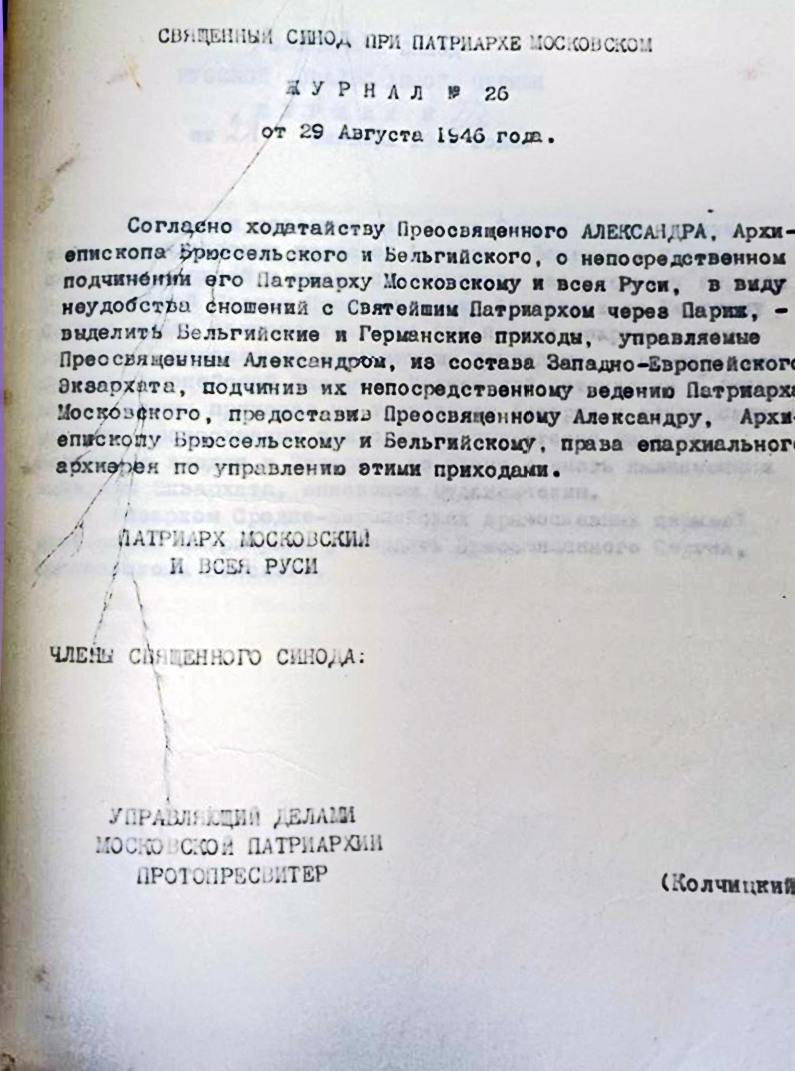 СВЯЩЕННЫЙ СИНОД ПРИ ПАТРИАРХЕ МОСКОВСКОМ
ЖУРНАЛ № 26
от 29 Августа 1946 года.
Согласно ходатайству Преосвященного АЛЕКСАНДРА, Архи-
епископа Брюссельского и Бельгийского, о непосредственном
подчинении его Патриарху Московскому и всея Руси, в виду
неудобства сношений с Святейшим Патриархом через Париж, -
выделить Бельгийские и Германские приходы, управляемые
Преосвященным Александром, из состава Западно-Европейского
Экзархата, подчинив их непосредственному ведению Патриарха
Московского, предоставив Преосвященному Александру, Архи-
епископу Брюссельскому и Бельгийскому, права епархиального
архиерея по управлению этими приходами.
ПАТРИАРХ МОСКОВСКИЙ
И ВСЕЯ РУСИ
ЧЛЕНЫ СВЯЩЕННОГО СИНОДА:
УПРАВЛЯЮЩИЙ ДЕЛАМИ
МОСКОВСКОЙ ПАТРИАРХИИ
ПРОТОПРЕСВИТЕР
(Колчицкий